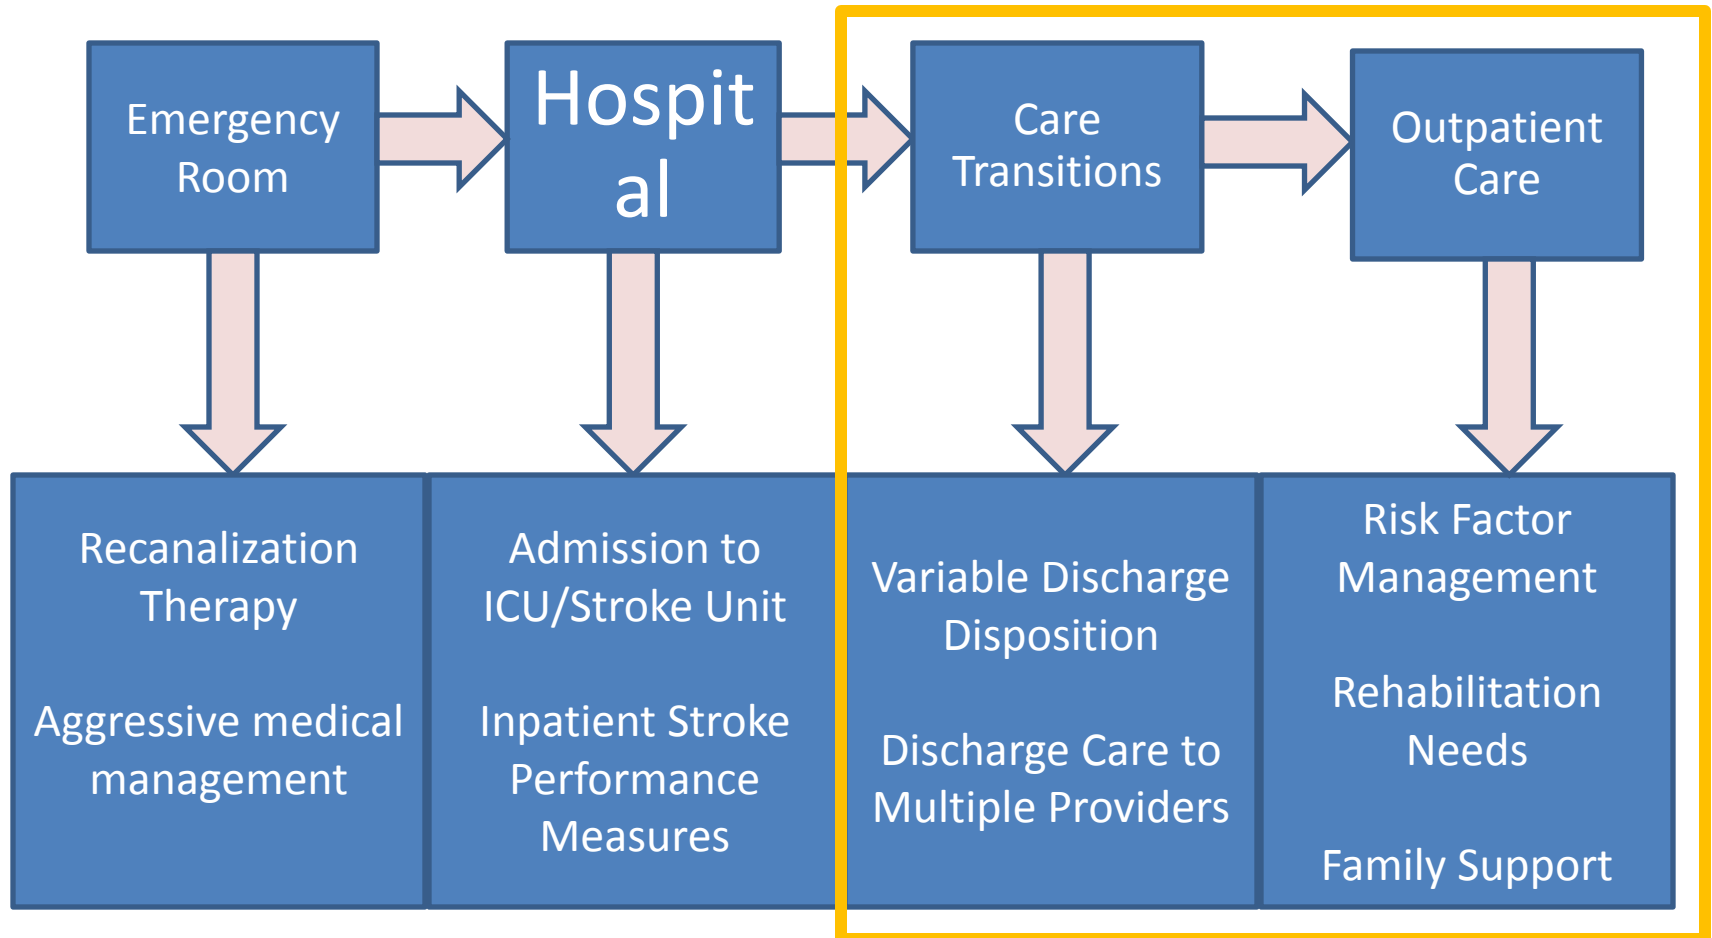 Emergency
Room
Hospit
al
Care
Transitions
Outpatient
Care
Recanalization
Therapy
Aggressive medical
management
Admission to
ICU/Stroke Unit
Inpatient Stroke
Performance
Measures
Variable Discharge
Disposition
Discharge Care to
Multiple Providers
Risk Factor
Management
Rehabilitation
Needs
Family Support